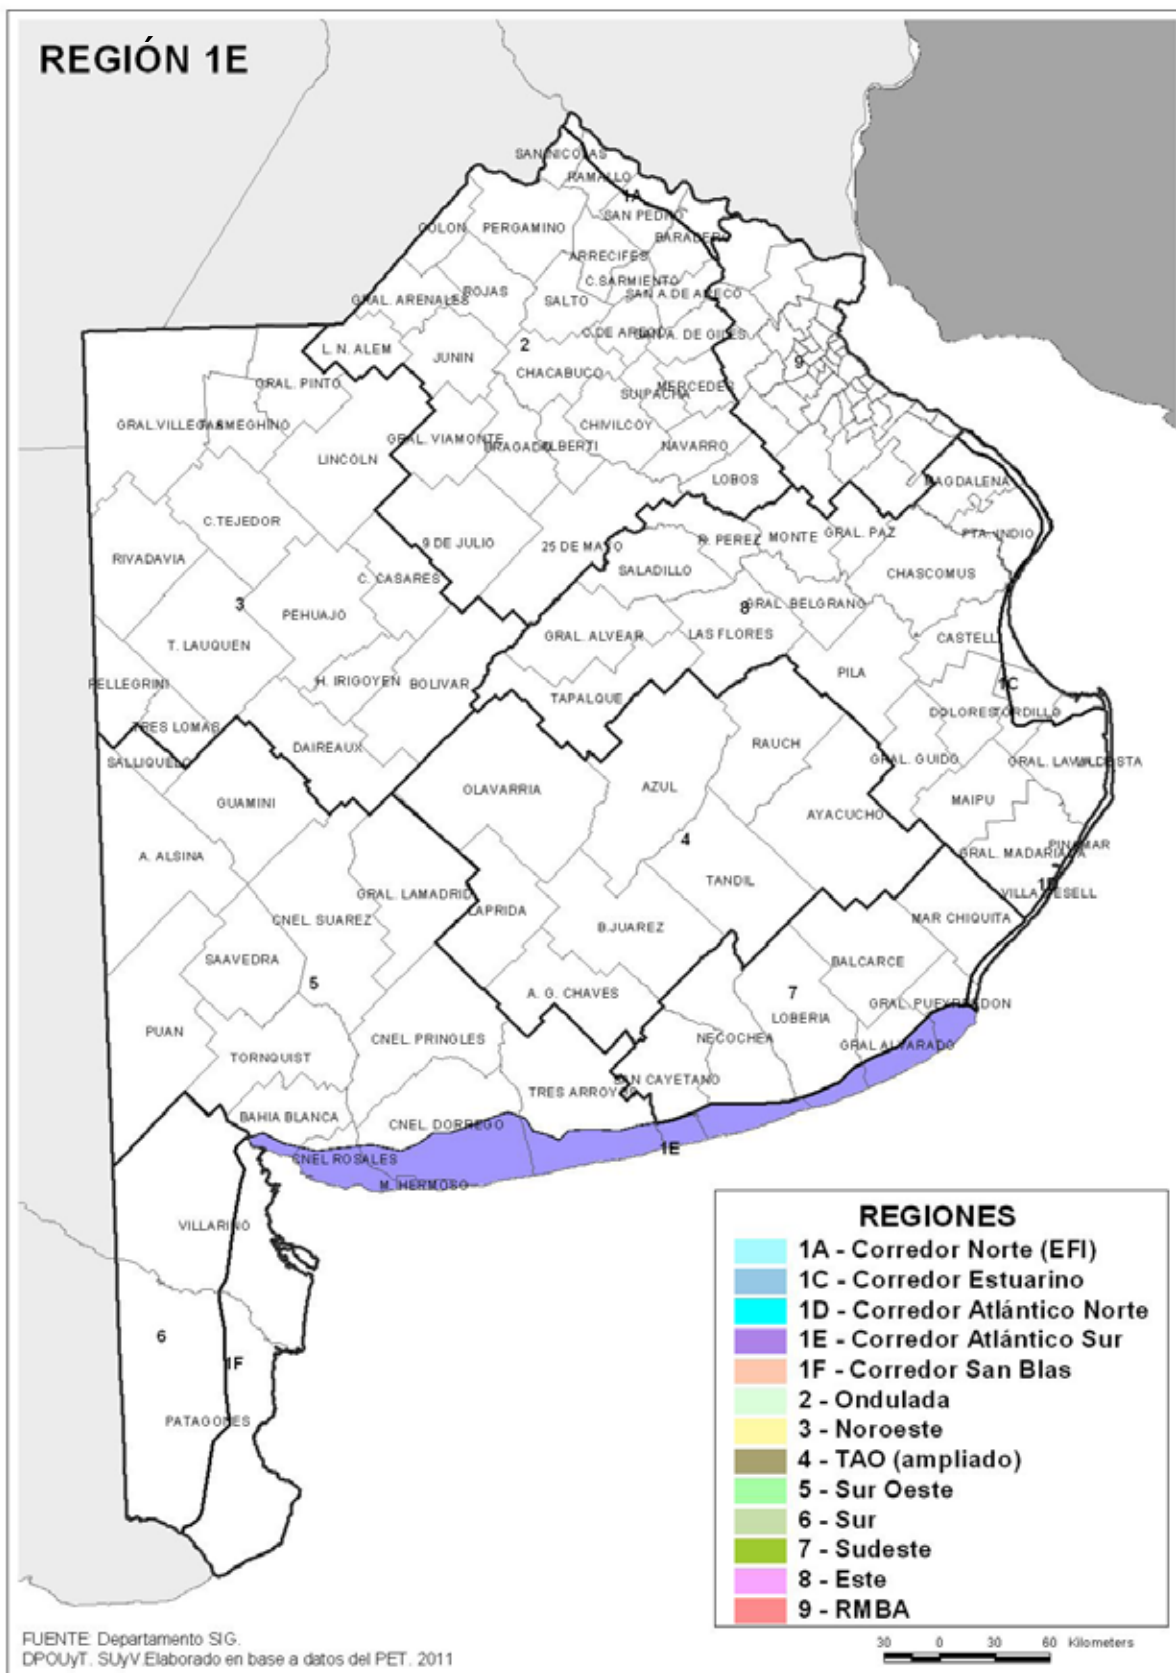 REGIÓN 1E
SAN NICOLAS
RAMALLO
1A
SAN PEDRO
COLON
PERGAMINO
BARADERO
ARRECIFES
C.SARMIENTO
ROJAS
SAN A. DE ARECO
GRAL. ARENALES
SALTO
C. DE ARECO
SAN A. DE GILES
L. N. ALEM
JUNIN
2
9
CHACABUCO
GRAL. PINTO
MERCEDES
SUIPACHA
GRAL.VILLEGAS
F. AMEGHINO
CHIVILCOY
GRAL. VIAMONTE
BRAGADO
ALBERTI
NAVARRO
LINCOLN
LOBOS
MAGDALENA
C.TEJEDOR
PTA. INDIO
9 DE JULIO
25 DE MAYO
R. PEREZ
MONTE
GRAL. PAZ
RIVADAVIA
SALADILLO
CHASCOMUS
C. CASARES
3
8
GRAL. BELGRANO
PEHUAJO
GRAL. ALVEAR
LAS FLORES
CASTELLI
T. LAUQUEN
PILA
PELLEGRINI
H. IRIGOYEN
BOLIVAR
1C
TAPALQUE
DOLORES
TORDILLO
TRES LOMAS
DAIREAUX
RAUCH
SALLIQUELO
GRAL. GUIDO
GRAL. LAVALLE
LA COSTA
GUAMINI
OLAVARRIA
AZUL
MAIPU
AYACUCHO
4
PINAMAR
A. ALSINA
GRAL. MADARIAGA
7
TANDIL
1D
GRAL. LAMADRID
VILLA GESELL
LAPRIDA
CNEL. SUAREZ
MAR CHIQUITA
B.JUAREZ
SAAVEDRA
BALCARCE
5
A. G. CHAVES
7
GRAL. PUEYRREDON
PUAN
LOBERIA
CNEL. PRINGLES
NECOCHEA
GRAL ALVARADO
TORNQUIST
SAN CAYETANO
TRES ARROYOS
BAHIA BLANCA
CNEL. DORREGO
1E
CNEL ROSALES
M. HERMOSO
VILLARINO
6
1F
PATAGONES
REGIONES
1A - Corredor Norte (EFI)
1C - Corredor Estuarino
1D - Corredor Atlántico Norte
1E - Corredor Atlántico Sur
1F - Corredor San Blas
2 - Ondulada
3 - Noroeste
4 - TAO (ampliado)
5 - Sur Oeste
6 - Sur
7 - Sudeste
8 - Este
9 - RMBA
FUENTE: Departamento SIG.
DPOUyT. SUyV.Elaborado en base a datos del PET. 2011
30 0 30 60 Kilometers